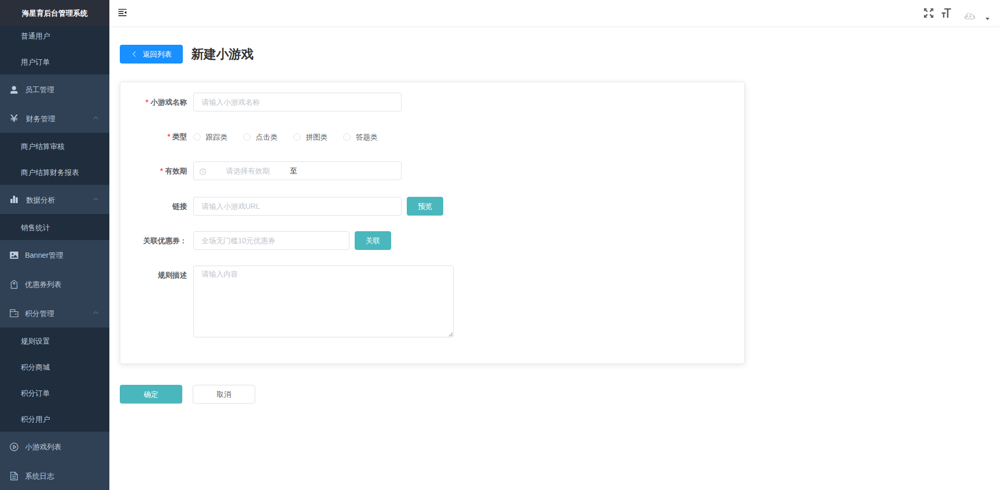 海星育后台管理系统
普通用户
用户订单
员工管理
财务管理
商户结算审核
商户结算财务报表
数据分析
销售统计
Banner管理
优惠券列表
积分管理
规则设置
积分商城
积分订单
积分用户
小游戏列表
系统日志
返回列表 新建小游戏
* 小游戏名称 请输入小游戏名称
* 类型 跟踪类 点击类 拼图类 答题类
* 有效期 请选择有效期 至
链接 请输入小游戏URL 预览
关联优惠券： 全场无门槛10元优惠券 关联
规则描述 请输入内容
确定 取消